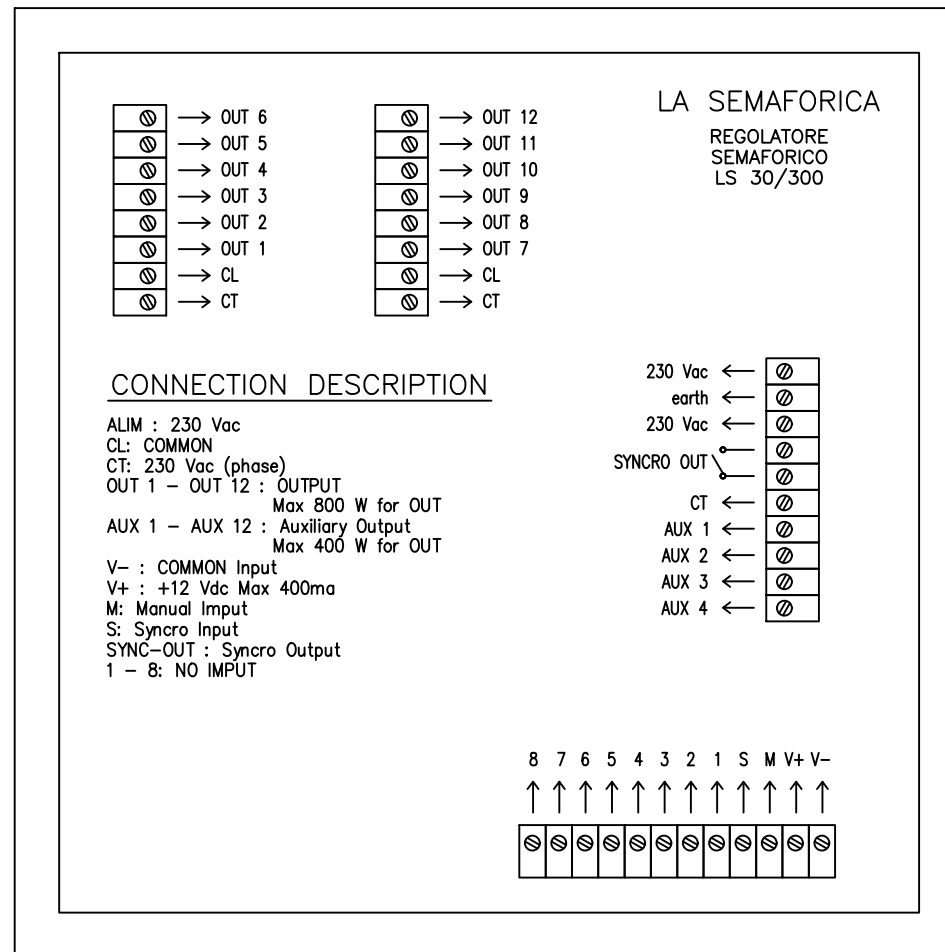 LA SEMAFORICA
REGOLATORE
SEMAFORICO
LS 30/300
OUT 6
OUT 5
OUT 4
OUT 3
OUT 2
OUT 1
CL
CT
OUT 12
OUT 11
OUT 10
OUT 9
OUT 8
OUT 7
CL
CT
CONNECTION DESCRIPTION
ALIM : 230 Vac
CL: COMMON
CT: 230 Vac (phase)
OUT 1 – OUT 12 : OUTPUT
Max 800 W for OUT
AUX 1 – AUX 12 : Auxiliary Output
Max 400 W for OUT
V– : COMMON Input
V+ : +12 Vdc Max 400ma
M: Manual Imput
S: Syncro Input
SYNC–OUT : Syncro Output
1 – 8: NO IMPUT
230 Vac
earth
230 Vac
SYNCRO OUT
CT
AUX 1
AUX 2
AUX 3
AUX 4
8 7 6 5 4 3 2 1 S M V+ V–